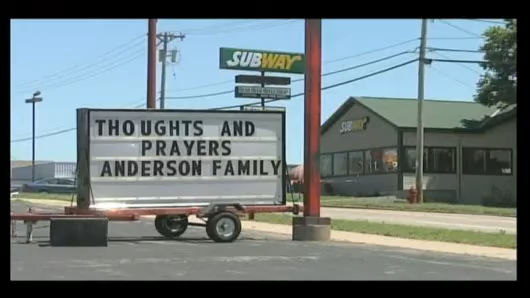 SUBWAY
THOUGHTS AND
PRAYERS
ANDERSON FAMILY
SUBWAY